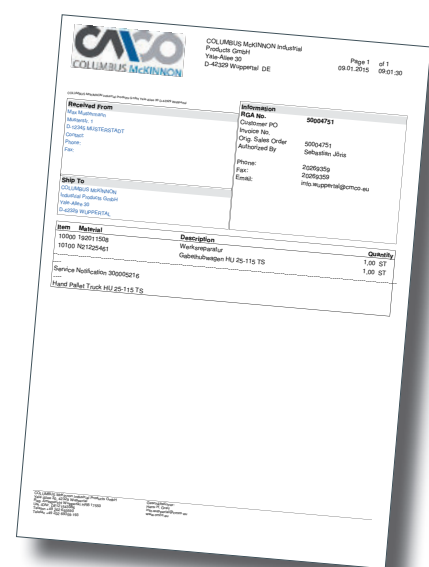 CMCO
COLUMBUS McKINNON
COLUMBUS McKINNON Industrial
Products GmbH
Yale-Allee 30
D-42329 Wuppertal DE
Page 1 of 1
09.01.2015 09:01:30
Received From
Max Mustermann
Musterstr. 1
D-12345 MUSTERSTADT
Contact:
Phone:
Fax:
Ship To
COLUMBUS McKINNON
Industrial Products GmbH
Yale-Allee 30
D-42329 WUPPERTAL
Information
RGA No. 50004751
Customer PO
Invoice No.
Orig. Sales Order 50004751
Authorized By Sebastian Jöris
Phone: 20269359
Fax: 20269359
Email: info.wuppertal@cmco.eu
Item Material Description Quantity
10000 192011508 Werksreparatur 1,00 ST
10100 N21225461 Gabelhubwagen HU 25-115 TS 1,00 ST
----
Service Notification 300005216
----
Hand Pallet Truck HU 25-115 TS